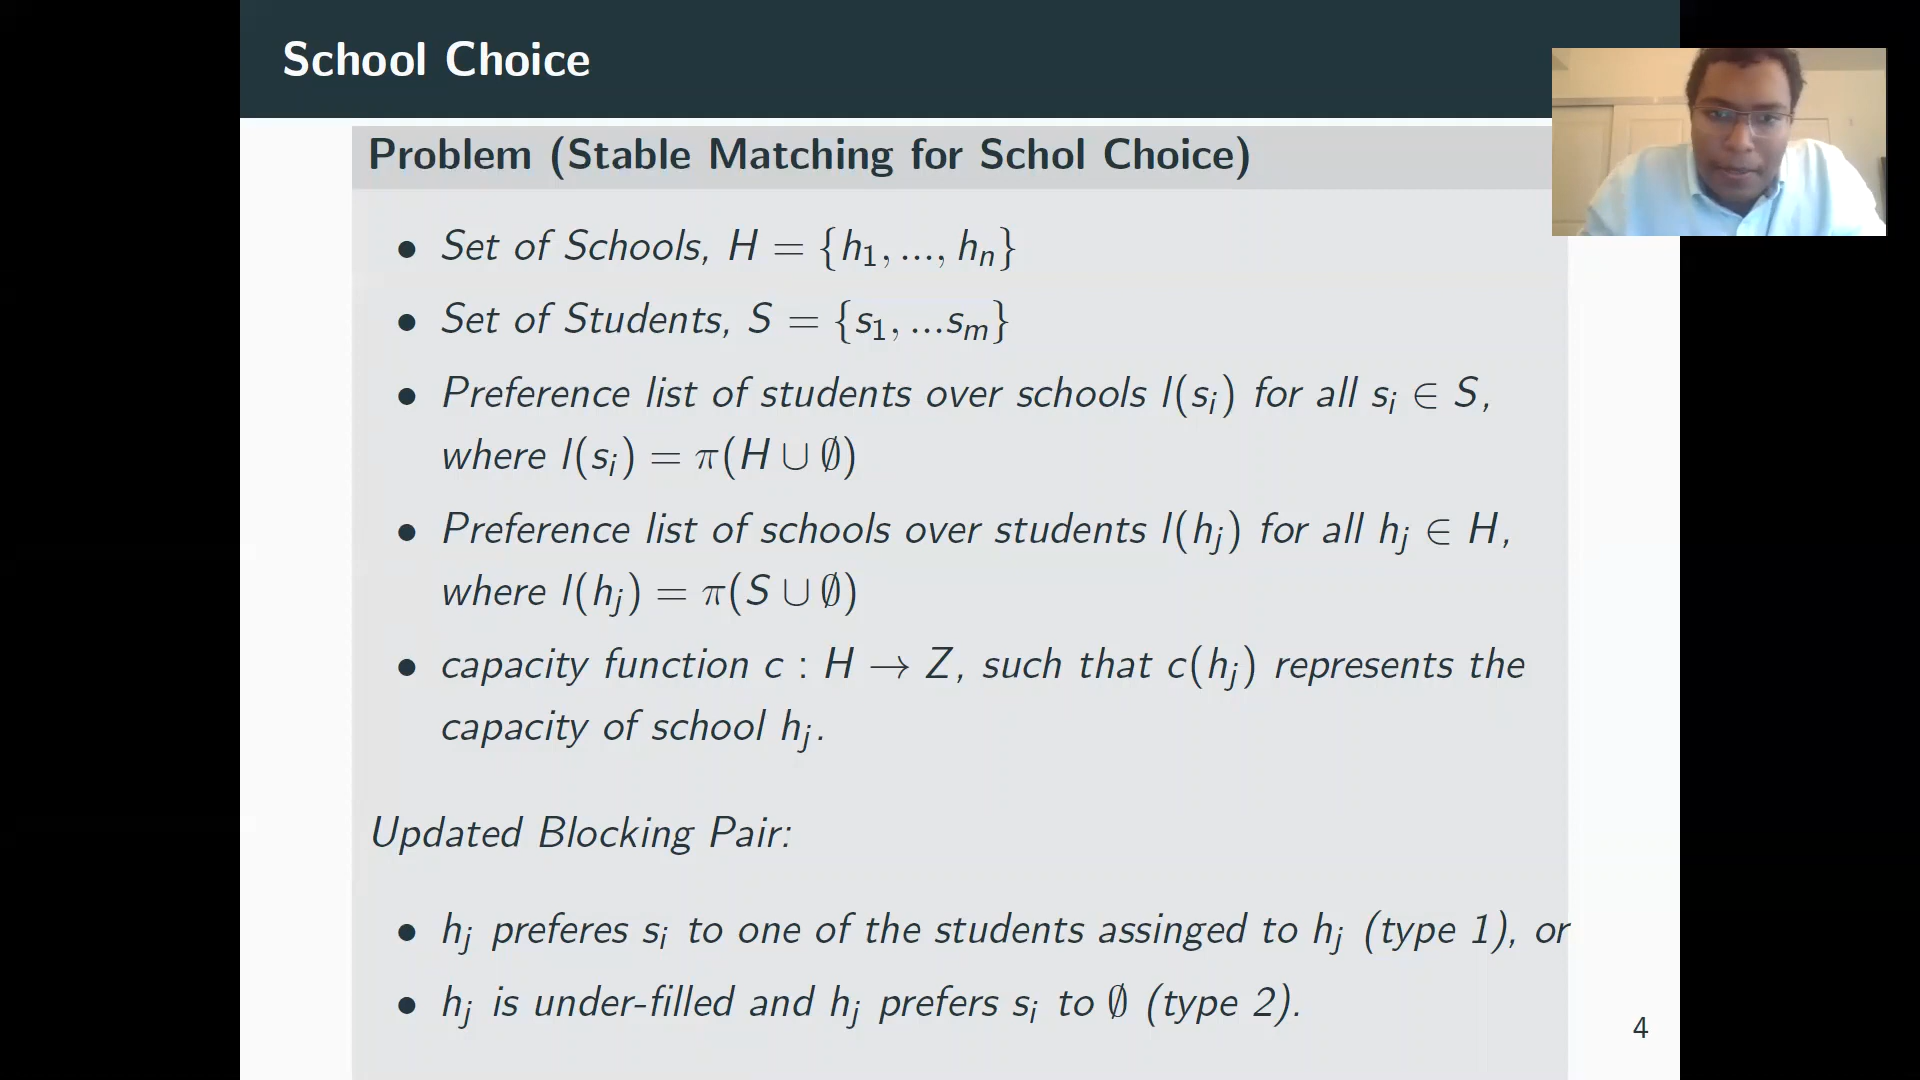 School Choice
Problem (Stable Matching for Schol Choice)
• Set of Schools, H = {h₁, ..., hₙ}
• Set of Students, S = {s₁, ...sₘ}
• Preference list of students over schools l(sᵢ) for all sᵢ ∈ S,
where l(sᵢ) = π(H ∪ ∅)
• Preference list of schools over students l(hⱼ) for all hⱼ ∈ H,
where l(hⱼ) = π(S ∪ ∅)
• capacity function c : H → Z, such that c(hⱼ) represents the
capacity of school hⱼ.
Updated Blocking Pair:
• hⱼ preferes sᵢ to one of the students assinged to hⱼ (type 1), or
• hⱼ is under-filled and hⱼ prefers sᵢ to ∅ (type 2).
4